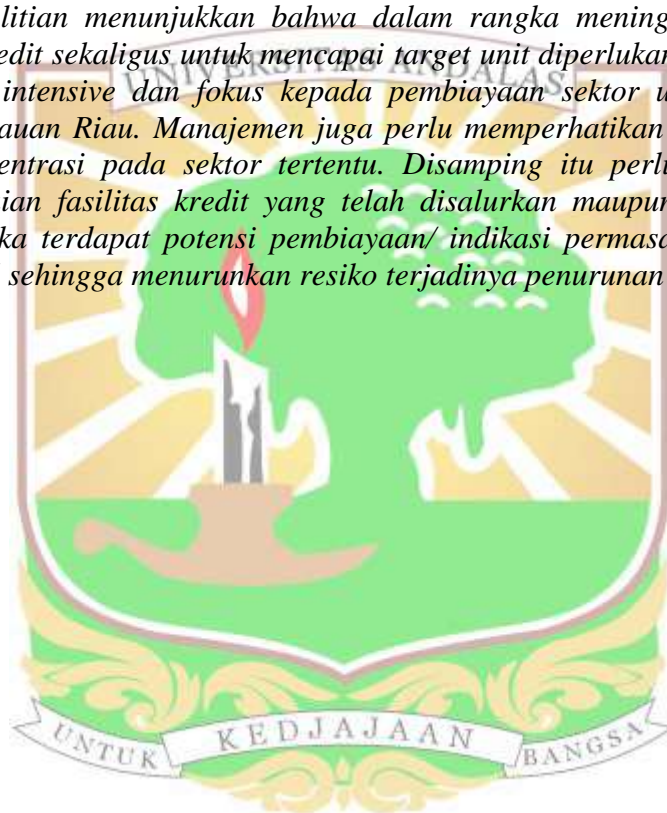 litian menunjukkan bahwa dalam rangka mening
edit sekaligus untuk mencapai target unit diperlukan
UNIVERSITAS ANDALAS
intensive dan fokus kepada pembiayaan sektor u
auan Riau. Manajemen juga perlu memperhatikan
entrasi pada sektor tertentu. Disamping itu perlu
ian fasilitas kredit yang telah disalurkan maupun
ka terdapat potensi pembiayaan/ indikasi permasa
sehingga menurunkan resiko terjadinya penurunan
UNTUK KEDJAJAAN BANGSA